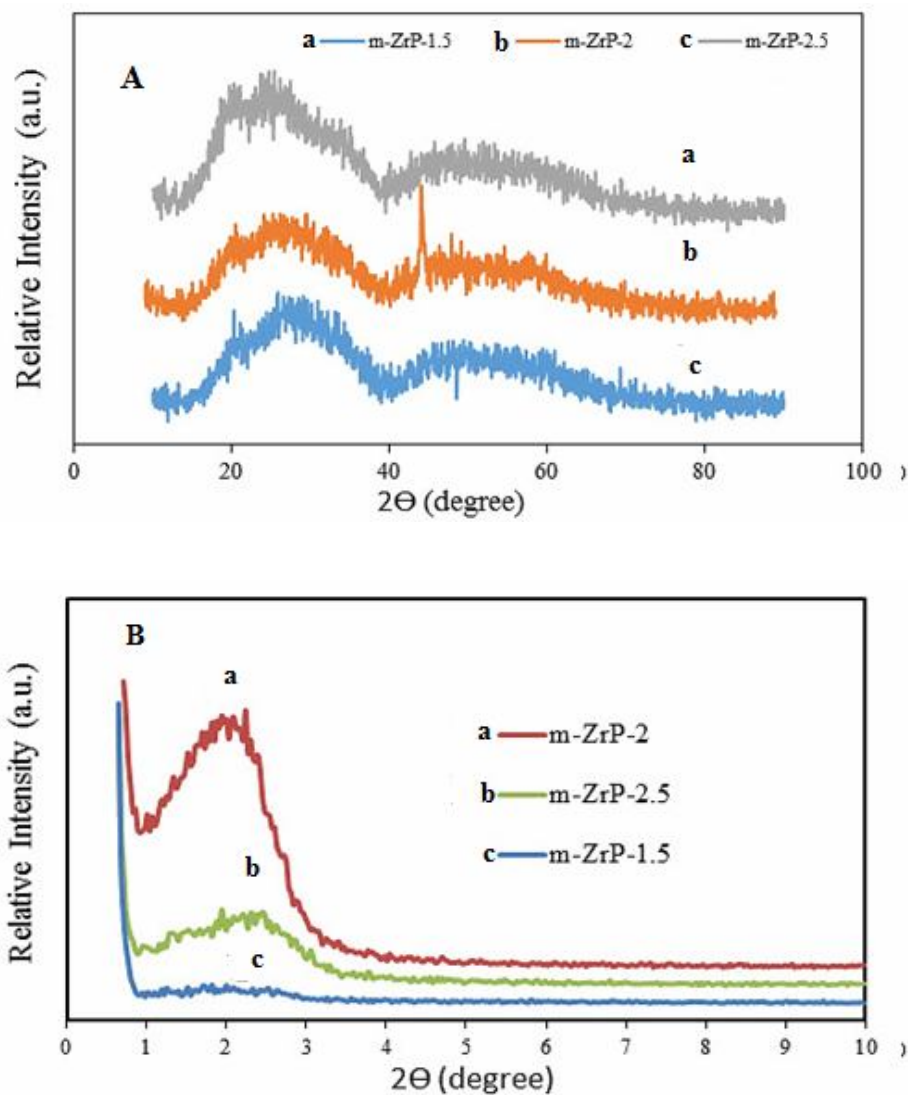 a m-ZrP-1.5 b m-ZrP-2 c m-ZrP-2.5
A
Relative Intensity (a.u.)
a
b
c
0 20 40 60 80 100
2Θ (degree)
B
Relative Intensity (a.u.)
a
a m-ZrP-2
b m-ZrP-2.5
b
c m-ZrP-1.5
c
0 1 2 3 4 5 6 7 8 9 10
2Θ (degree)